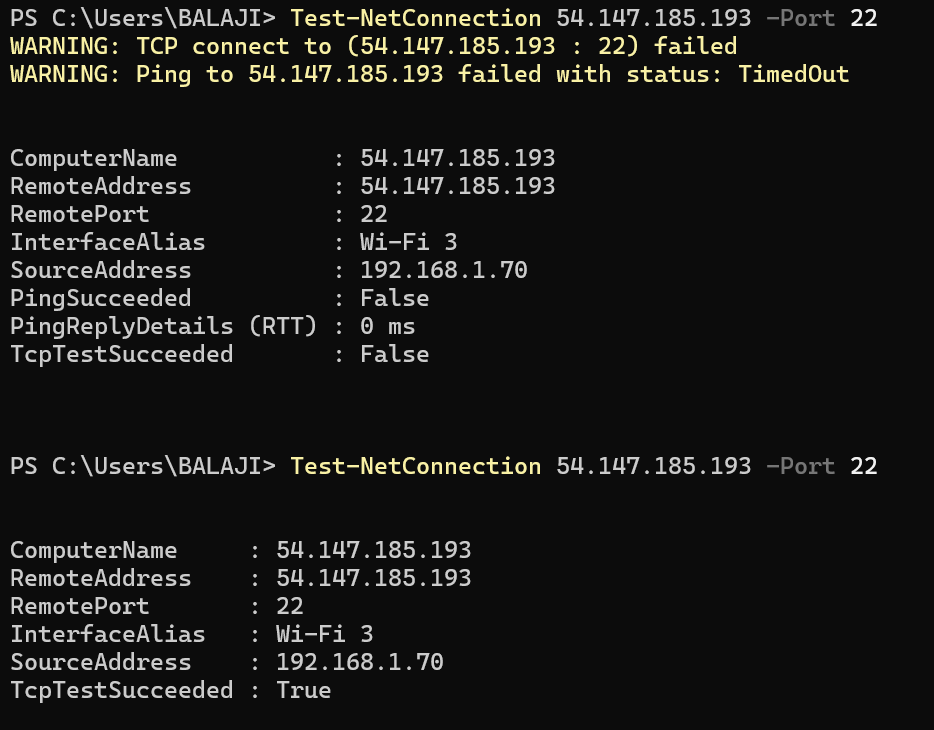 PS C:\Users\BALAJI> Test-NetConnection 54.147.185.193 -Port 22
WARNING: TCP connect to (54.147.185.193 : 22) failed
WARNING: Ping to 54.147.185.193 failed with status: TimedOut
ComputerName           : 54.147.185.193
RemoteAddress          : 54.147.185.193
RemotePort             : 22
InterfaceAlias         : Wi-Fi 3
SourceAddress          : 192.168.1.70
PingSucceeded          : False
PingReplyDetails (RTT) : 0 ms
TcpTestSucceeded       : False
PS C:\Users\BALAJI> Test-NetConnection 54.147.185.193 -Port 22
ComputerName     : 54.147.185.193
RemoteAddress    : 54.147.185.193
RemotePort       : 22
InterfaceAlias   : Wi-Fi 3
SourceAddress    : 192.168.1.70
TcpTestSucceeded : True